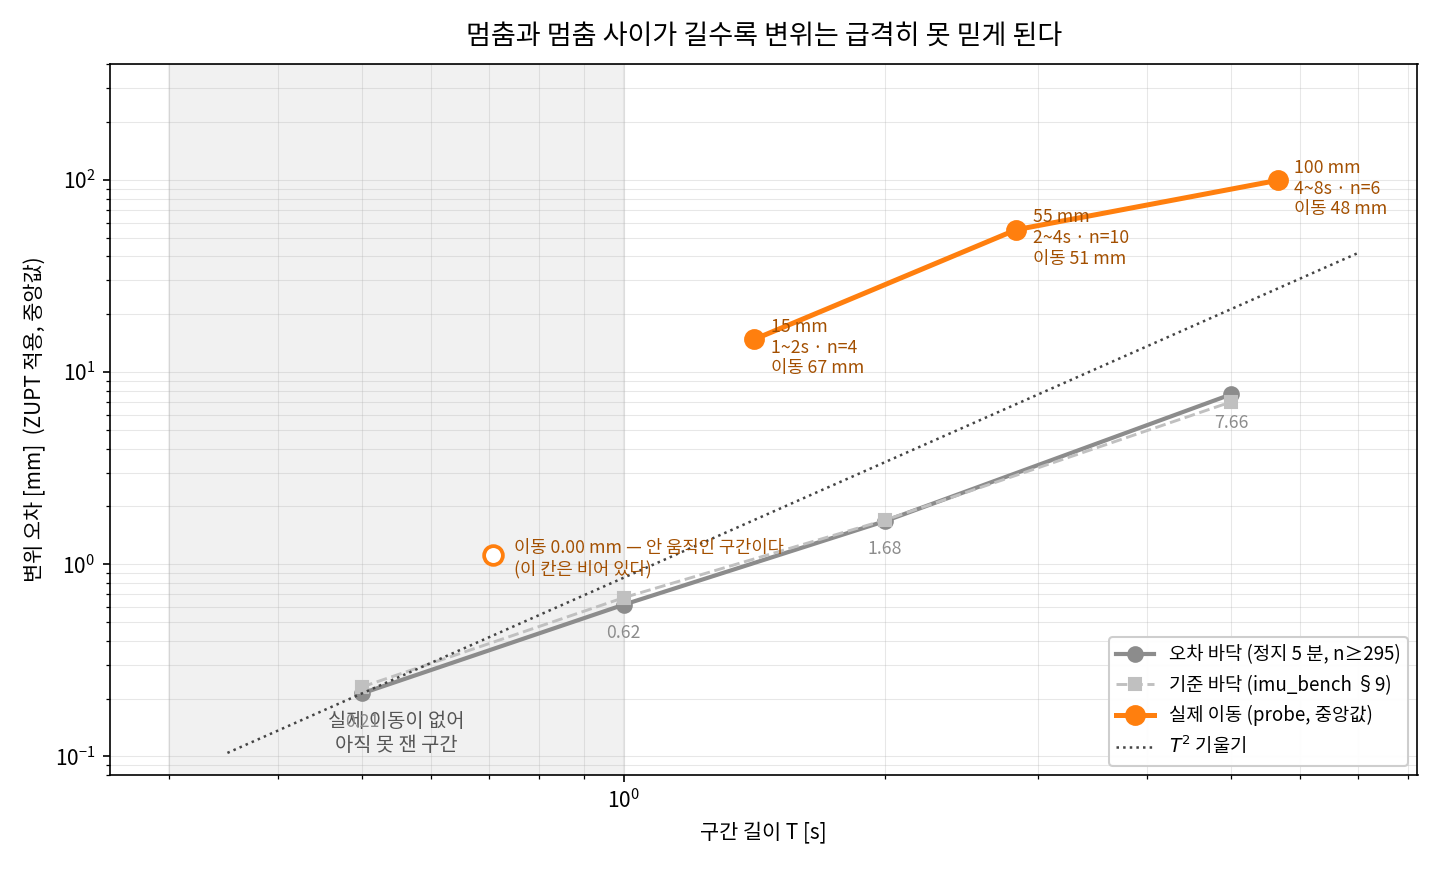 멈춤과 멈춤 사이가 길수록 변위는 급격히 못 믿게 된다
변위 오차 [mm] (ZUPT 적용, 중앙값)
10²
10¹
10⁰
10⁻¹
100 mm
4~8s · n=6
이동 48 mm
55 mm
2~4s · n=10
이동 51 mm
15 mm
1~2s · n=4
이동 67 mm
7.66
이동 0.00 mm — 안 움직인 구간이다
(이 칸은 비어 있다)
1.68
0.62
0.21
실제 이동이 없어
아직 못 잰 구간
오차 바닥 (정지 5 분, n≥295)
기준 바닥 (imu_bench §9)
실제 이동 (probe, 중앙값)
T² 기울기
10⁰
구간 길이 T [s]